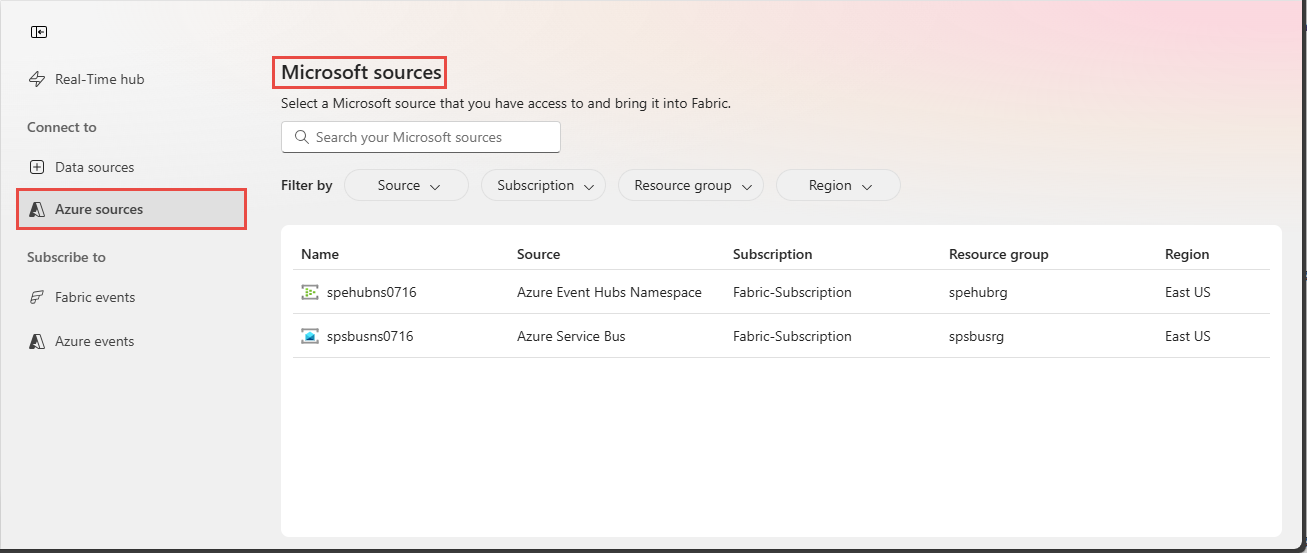 Real-Time hub
Connect to
Data sources
Azure sources
Subscribe to
Fabric events
Azure events
Microsoft sources
Select a Microsoft source that you have access to and bring it into Fabric.
Search your Microsoft sources
Filter by Source Subscription Resource group Region
Name Source Subscription Resource group Region
spehubns0716 Azure Event Hubs Namespace Fabric-Subscription spehubrg East US
spsbusns0716 Azure Service Bus Fabric-Subscription spsbusrg East US